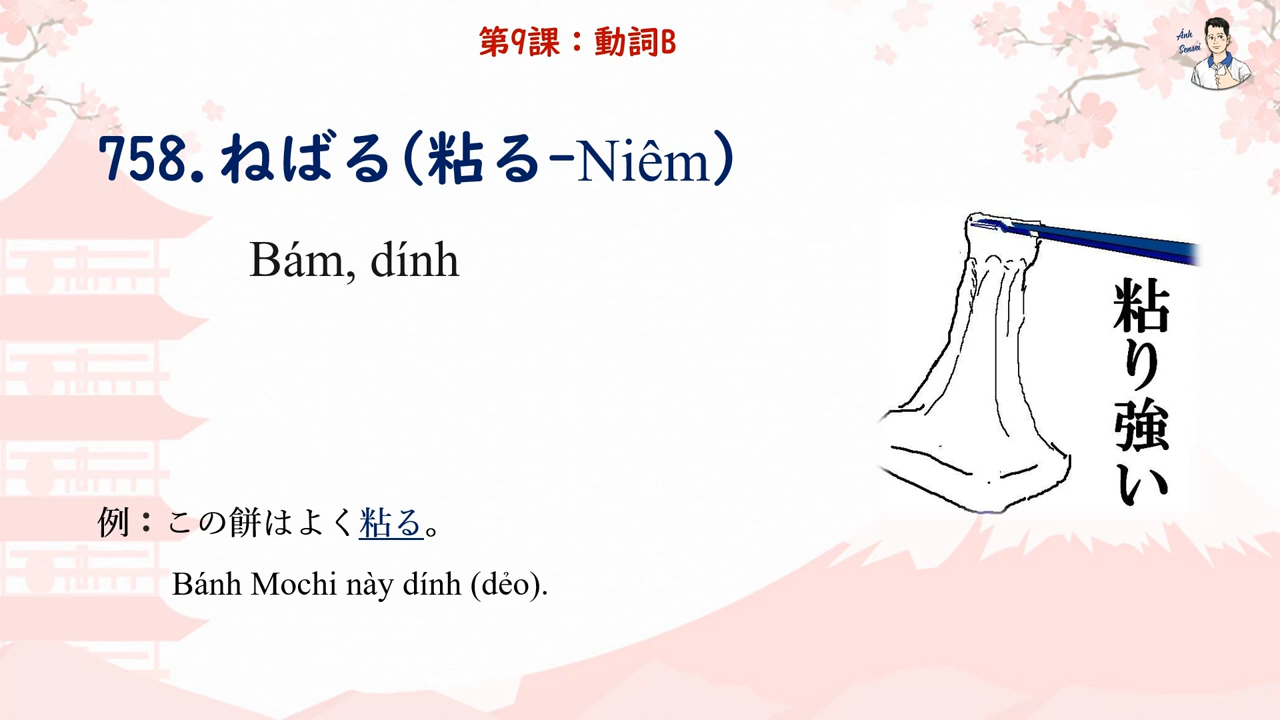 第9課：動詞B
Anh
Sensei
758.ねばる(粘る-Niêm)
Bám, dính
粘り強い
例：この餅はよく粘る。
Bánh Mochi này dính (dẻo).